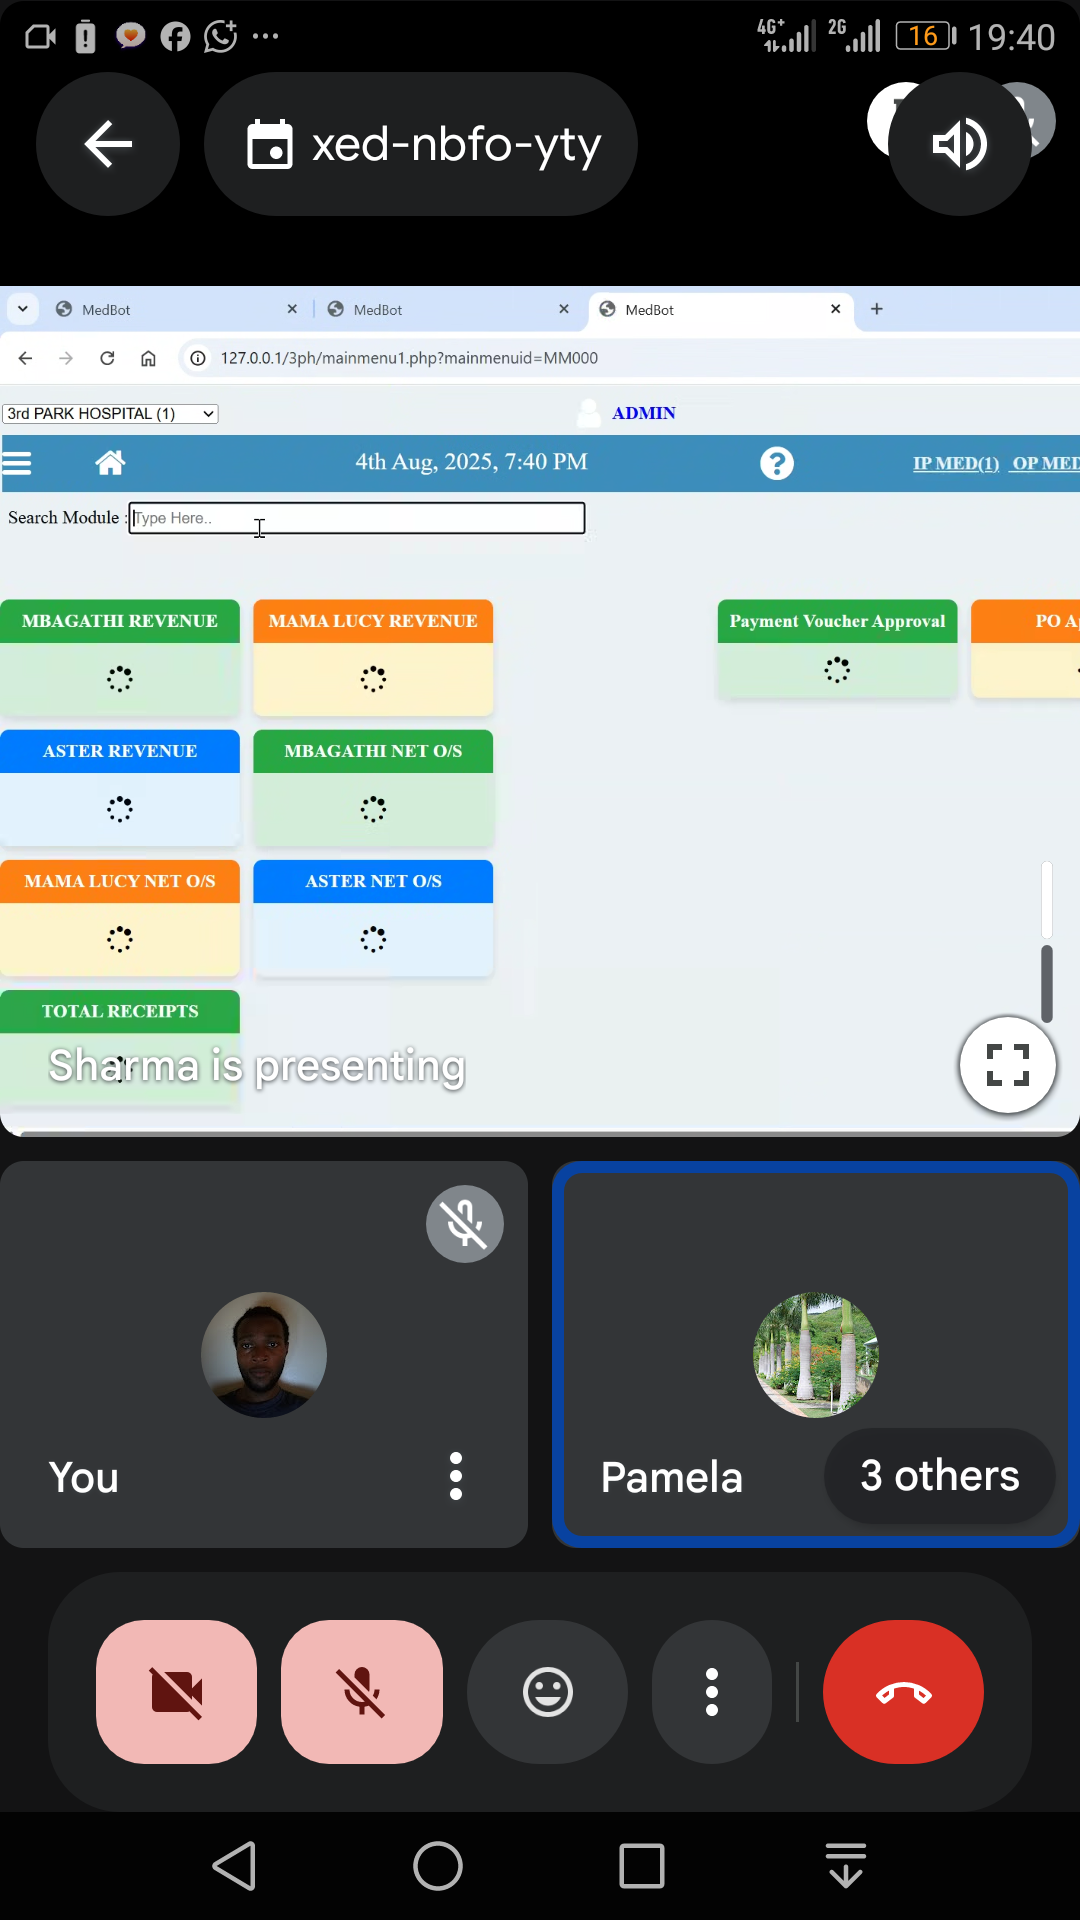 4G+ 2G 16 19:40
xed-nbfo-yty
MedBot MedBot MedBot
127.0.0.1/3ph/mainmenu1.php?mainmenuid=MM000
3rd PARK HOSPITAL (1) ADMIN
4th Aug, 2025, 7:40 PM ? IP MED(1) OP MED
Search Module : Type Here..
MBAGATHI REVENUE MAMA LUCY REVENUE Payment Voucher Approval PO A
ASTER REVENUE MBAGATHI NET O/S
MAMA LUCY NET O/S ASTER NET O/S
TOTAL RECEIPTS
Sharma is presenting
You Pamela 3 others